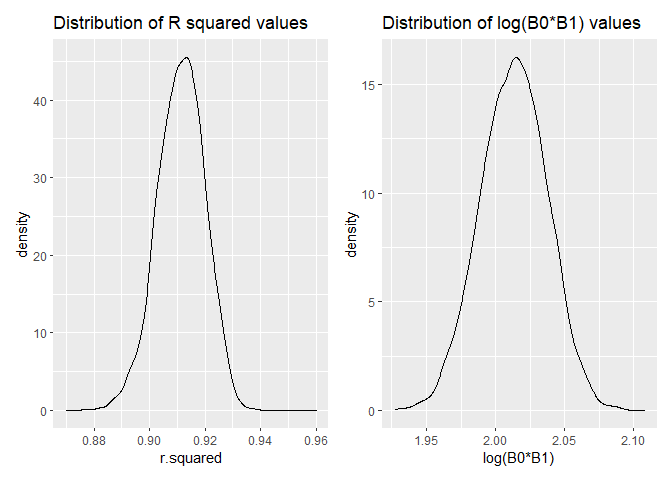 Distribution of R squared values
density
40
30
20
10
0
0.88 0.90 0.92 0.94 0.96
r.squared
Distribution of log(B0*B1) values
density
15
10
5
0
1.95 2.00 2.05 2.10
log(B0*B1)